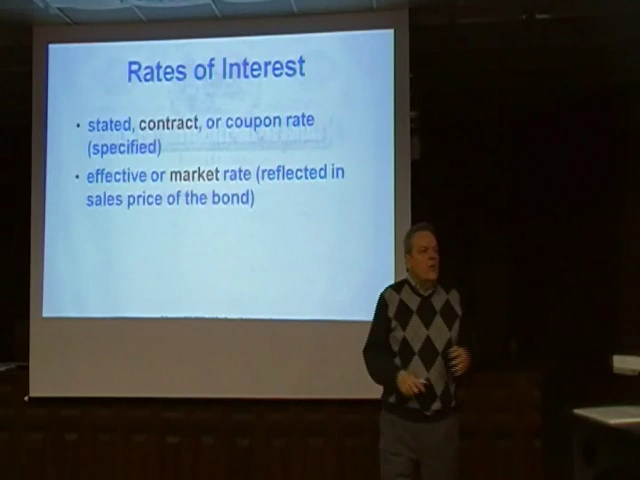 Rates of Interest
• stated, contract, or coupon rate
(specified)
• effective or market rate (reflected in
sales price of the bond)